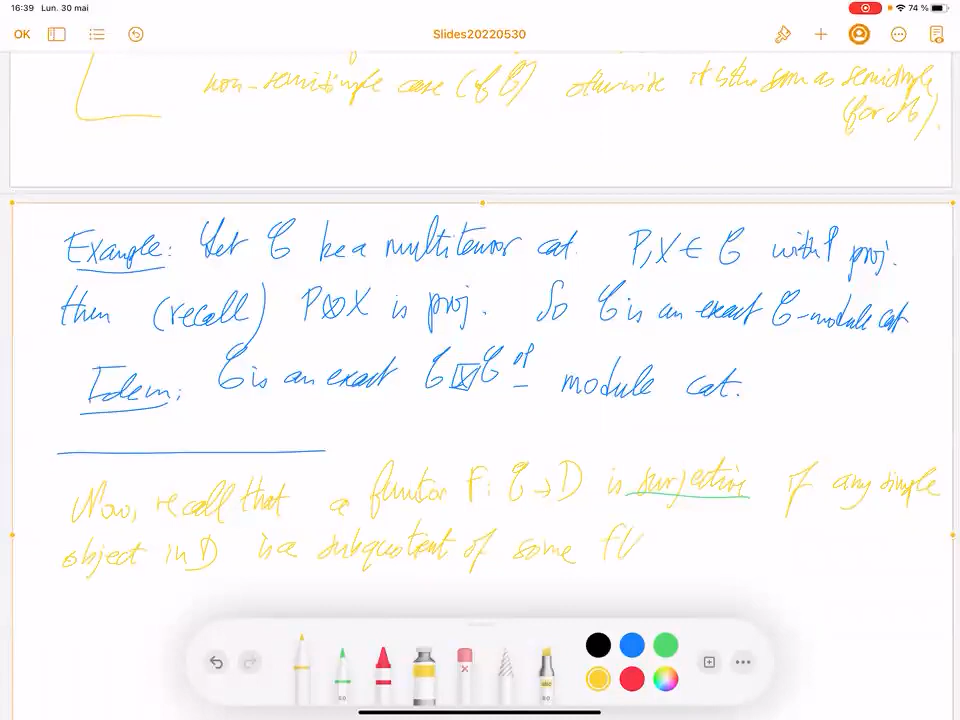 16:39 Lun. 30 mai
74 %
OK
Slides20220530
non-semisimple case (of C) otherwise it is the same as semisimple
(for M).
Example: Let C be a multitensor cat. P, X ∈ C with P proj.
then (recall) P⊗X is proj. So C is an exact C-module cat
Idem: C is an exact C⊠C^op module cat.
Now, recall that a functor F: C→D is surjective if any simple
object in D is a subquotient of some F(